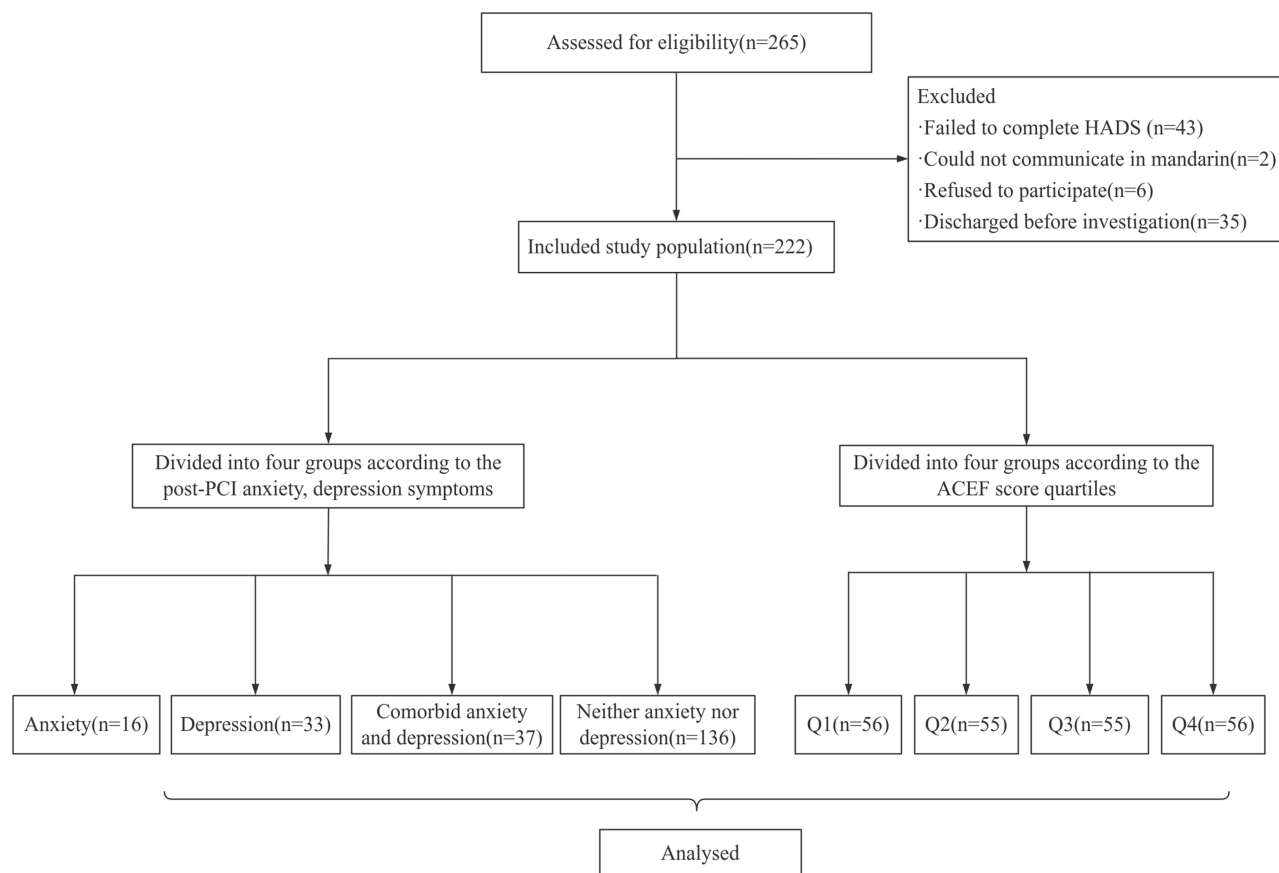 Assessed for eligibility(n=265)
Excluded
·Failed to complete HADS (n=43)
·Could not communicate in mandarin(n=2)
·Refused to participate(n=6)
·Discharged before investigation(n=35)
Included study population(n=222)
Divided into four groups according to the
post-PCI anxiety, depression symptoms
Divided into four groups according to the
ACEF score quartiles
Anxiety(n=16)
Depression(n=33)
Comorbid anxiety
and depression(n=37)
Neither anxiety nor
depression(n=136)
Q1(n=56)
Q2(n=55)
Q3(n=55)
Q4(n=56)
Analysed